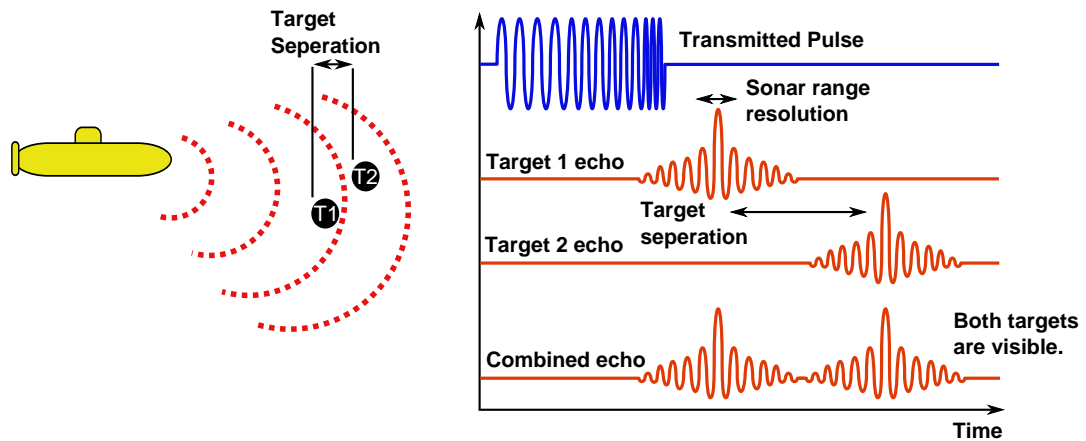 Target
Seperation
T1
T2
Transmitted Pulse
Sonar range
resolution
Target 1 echo
Target
seperation
Target 2 echo
Both targets
are visible.
Combined echo
Time